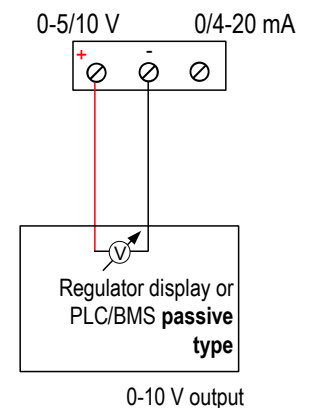 0-5/10 V 0/4-20 mA
+ -
V
Regulator display or
PLC/BMS passive
type
0-10 V output